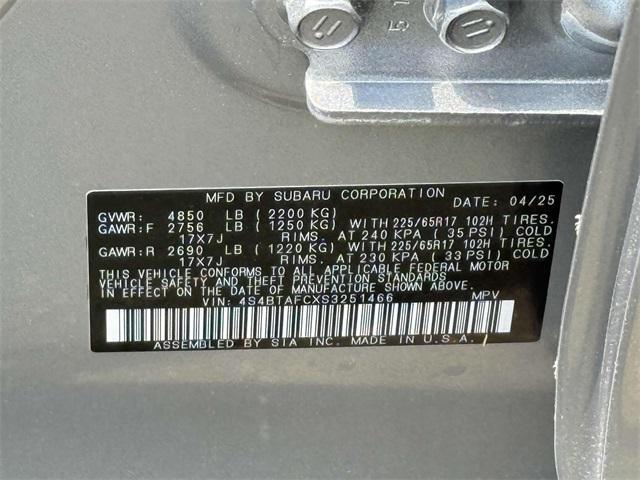 51
MFD BY SUBARU CORPORATION DATE: 04/25
GVWR: 4850 LB (2200 KG)
GAWR:F 2756 LB (1250 KG) WITH 225/65R17 102H TIRES.
17X7J RIMS. AT 240 KPA (35 PSI) COLD
GAWR:R 2690 LB (1220 KG) WITH 225/65R17 102H TIRES.
17X7J RIMS. AT 230 KPA (33 PSI) COLD
THIS VEHICLE CONFORMS TO ALL APPLICABLE FEDERAL MOTOR
VEHICLE SAFETY AND THEFT PREVENTION STANDARDS
IN EFFECT ON THE DATE OF MANUFACTURE SHOWN ABOVE.
VIN: 4S4BTAFCXS3251466 MPV
ASSEMBLED BY SIA INC. MADE IN U.S.A.